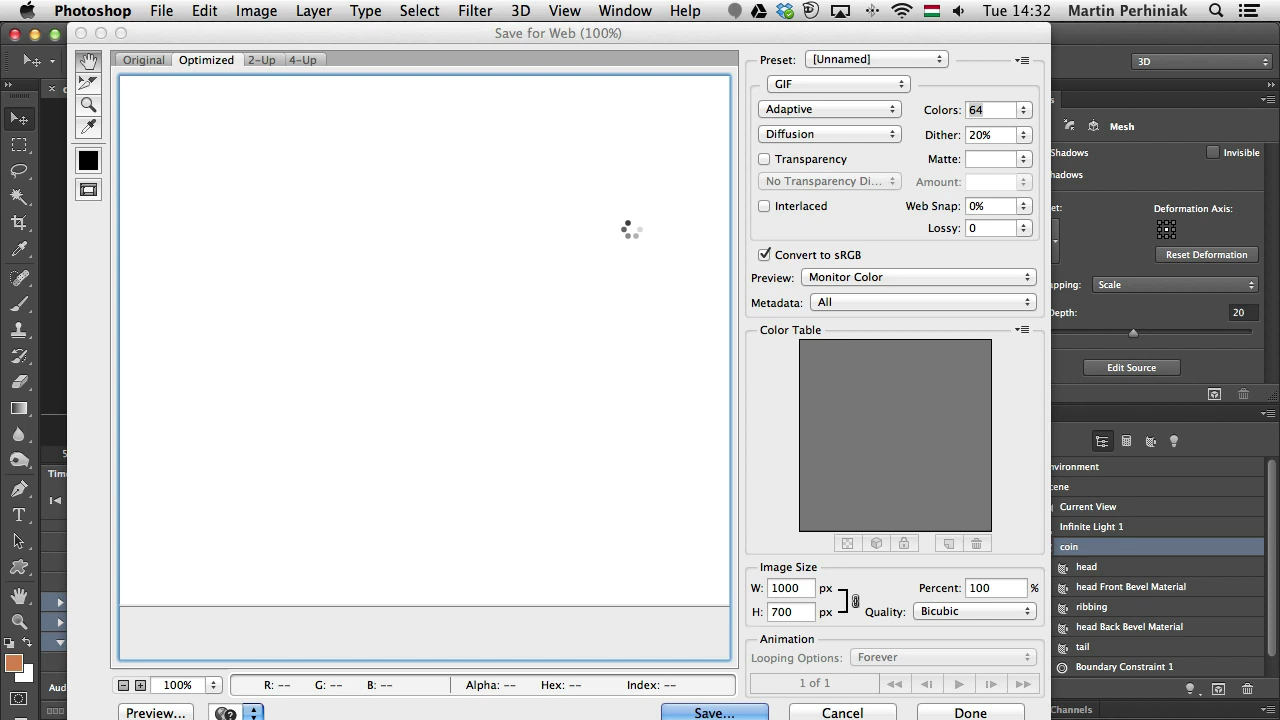 Photoshop File Edit Image Layer Type Select Filter 3D View Window Help Tue 14:32 Martin Perhiniak
Save for Web (100%)
Original Optimized 2-Up 4-Up
Preset: [Unnamed]
3D
GIF
Adaptive Colors: 64
Diffusion Dither: 20%
Mesh
Transparency Matte:
Shadows Invisible
hadows
No Transparency Di... Amount:
Interlaced Web Snap: 0%
et: Deformation Axis:
Lossy: 0
Convert to sRGB
Reset Deformation
Preview: Monitor Color
pping: Scale
Metadata: All
Depth: 20
Color Table
Edit Source
5
nvironment
Time
cene
Current View
Infinite Light 1
coin
Image Size
head
W: 1000 px Percent: 100 %
head Front Bevel Material
H: 700 px Quality: Bicubic
ribbing
head Back Bevel Material
Animation
tail
Looping Options: Forever
Boundary Constraint 1
1 of 1
100% R: -- G: -- B: -- Alpha: -- Hex: -- Index: --
Aud
Preview... Save... Cancel Done
Channels